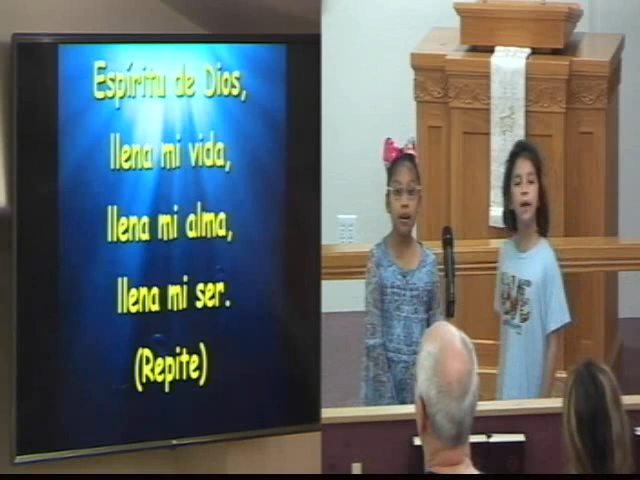 Espíritu de Dios,
llena mi vida,
llena mi alma,
llena mi ser.
(Repite)